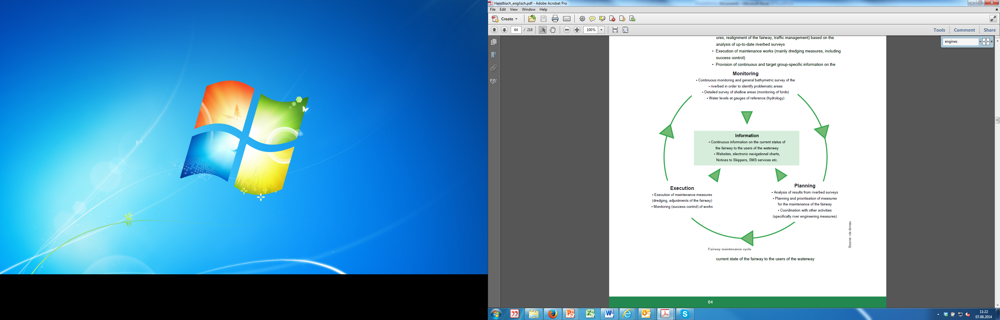 Handbuch_englisch.pdf - Adobe Acrobat Pro
File Edit View Window Help
Create
64 / 218
100%
Tools Comment Share
engines
ures, realignment of the fairway, traffic management) based on the
analysis of up-to-date riverbed surveys
• Execution of maintenance works (mainly dredging measures, including
success control)
• Provision of continuous and target group-specific information on the
Monitoring
• Continuous monitoring and general bathymetric survey of the
• riverbed in order to identify problematic areas
• Detailed survey of shallow areas (monitoring of fords)
• Water levels at gauges of reference (hydrology)
Information
• Continuous information on the current status of
the fairway to the users of the waterway
• Websites, electronic navigational charts,
Notices to Skippers, SMS services etc.
Execution
• Execution of maintenance measures
(dredging, adjustments of the fairway)
• Monitoring (success control) of works
Planning
• Analysis of results from riverbed surveys
• Planning and prioritisation of measures
for the maintenance of the fairway
• Coordination with other activities
(specifically river engineering measures)
Source: via donau
Fairway maintenance cycle
current state of the fairway to the users of the waterway
64
11:22
07.08.2014